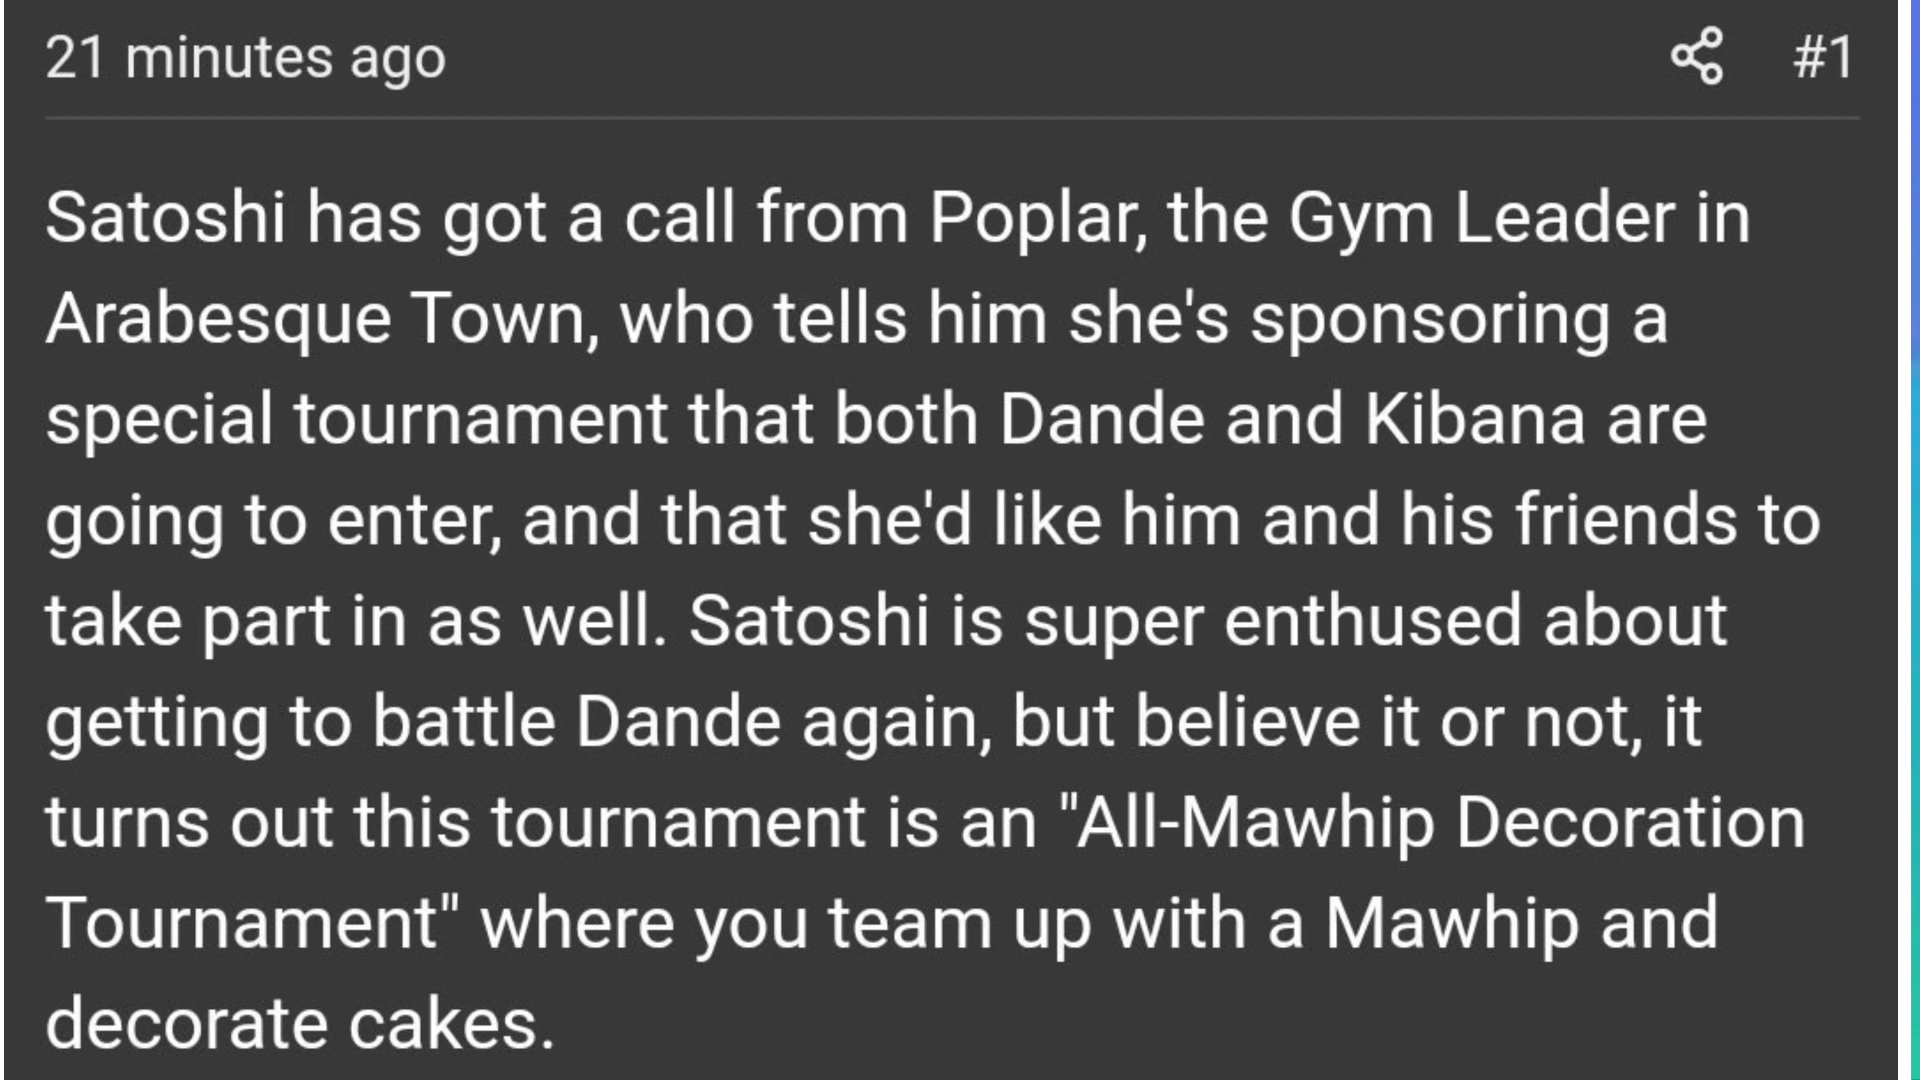 21 minutes ago #1
Satoshi has got a call from Poplar, the Gym Leader in
Arabesque Town, who tells him she's sponsoring a
special tournament that both Dande and Kibana are
going to enter, and that she'd like him and his friends to
take part in as well. Satoshi is super enthused about
getting to battle Dande again, but believe it or not, it
turns out this tournament is an "All-Mawhip Decoration
Tournament" where you team up with a Mawhip and
decorate cakes.